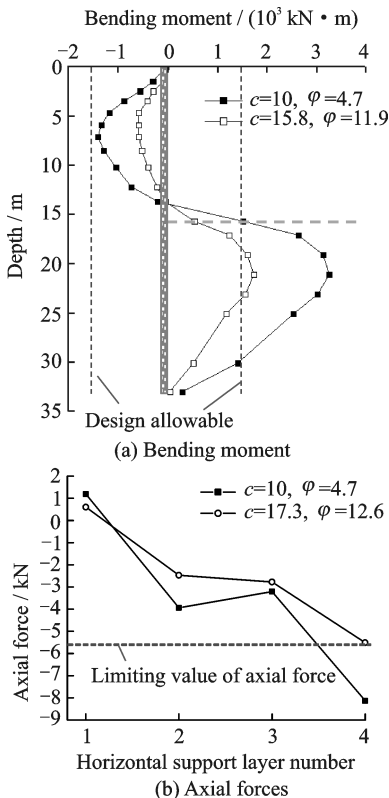 Bending moment / (10³ kN • m)
−2 −1 0 1 2 3 4
0
5
10
15
20
25
30
35
Depth / m
c=10, φ=4.7
c=15.8, φ=11.9
Design allowable
(a) Bending moment
2
1
0
−1
−2
−3
−4
−5
−6
−7
−8
−9
Axial force / kN
c=10, φ=4.7
c=17.3, φ=12.6
Limiting value of axial force
1 2 3 4
Horizontal support layer number
(b) Axial forces